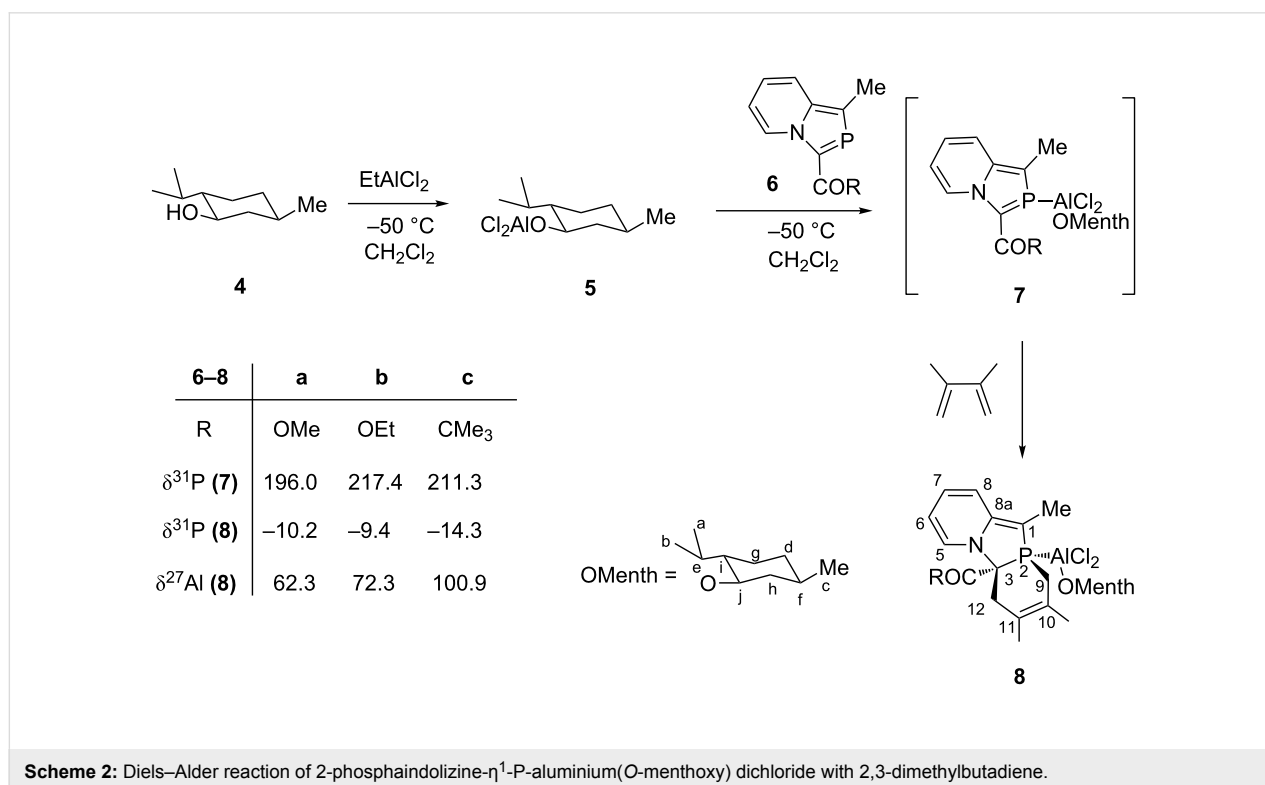 HO
Me
4
EtAlCl2
–50 °C
CH2Cl2
Cl2AlO
Me
5
Me
N
P
6
COR
–50 °C
CH2Cl2
Me
N
P
AlCl2
OMenth
COR
7
6–8 a b c
R OMe OEt CMe3
δ31P (7) 196.0 217.4 211.3
δ31P (8) –10.2 –9.4 –14.3
δ27Al (8) 62.3 72.3 100.9
OMenth =
a
b
e
i
g
d
Me
c
O
j
h
f
7
8
8a
Me
6
1
5
N
P
AlCl2
2
ROC
3
9
OMenth
12
11
10
8
Scheme 2: Diels–Alder reaction of 2-phosphaindolizine-η1-P-aluminium(O-menthoxy) dichloride with 2,3-dimethylbutadiene.